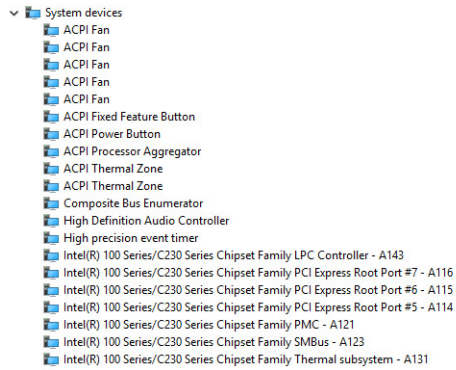 System devices
ACPI Fan
ACPI Fan
ACPI Fan
ACPI Fan
ACPI Fan
ACPI Fixed Feature Button
ACPI Power Button
ACPI Processor Aggregator
ACPI Thermal Zone
ACPI Thermal Zone
Composite Bus Enumerator
High Definition Audio Controller
High precision event timer
Intel(R) 100 Series/C230 Series Chipset Family LPC Controller - A143
Intel(R) 100 Series/C230 Series Chipset Family PCI Express Root Port #7 - A116
Intel(R) 100 Series/C230 Series Chipset Family PCI Express Root Port #6 - A115
Intel(R) 100 Series/C230 Series Chipset Family PCI Express Root Port #5 - A114
Intel(R) 100 Series/C230 Series Chipset Family PMC - A121
Intel(R) 100 Series/C230 Series Chipset Family SMBus - A123
Intel(R) 100 Series/C230 Series Chipset Family Thermal subsystem - A131